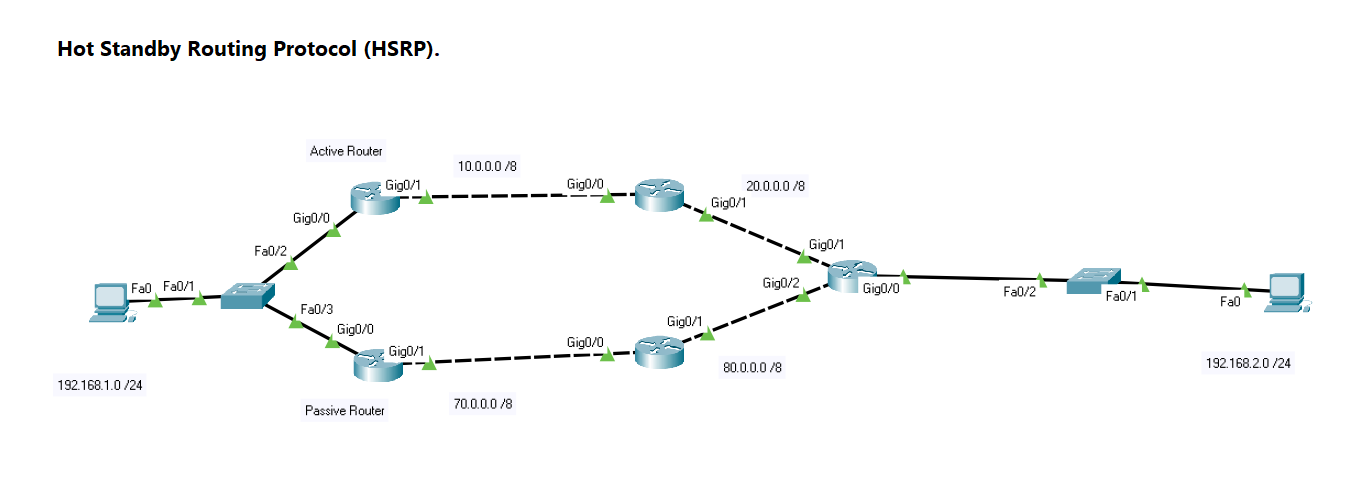 Hot Standby Routing Protocol (HSRP).
Active Router
10.0.0.0 /8
Gig0/1
Gig0/0
20.0.0.0 /8
Gig0/1
Gig0/0
Fa0/2
Gig0/1
Fa0
Fa0/1
Gig0/2
Gig0/0
Fa0/2
Fa0/1
Fa0
Fa0/3
Gig0/0
Gig0/1
Gig0/1
Gig0/0
192.168.1.0 /24
80.0.0.0 /8
192.168.2.0 /24
Passive Router
70.0.0.0 /8